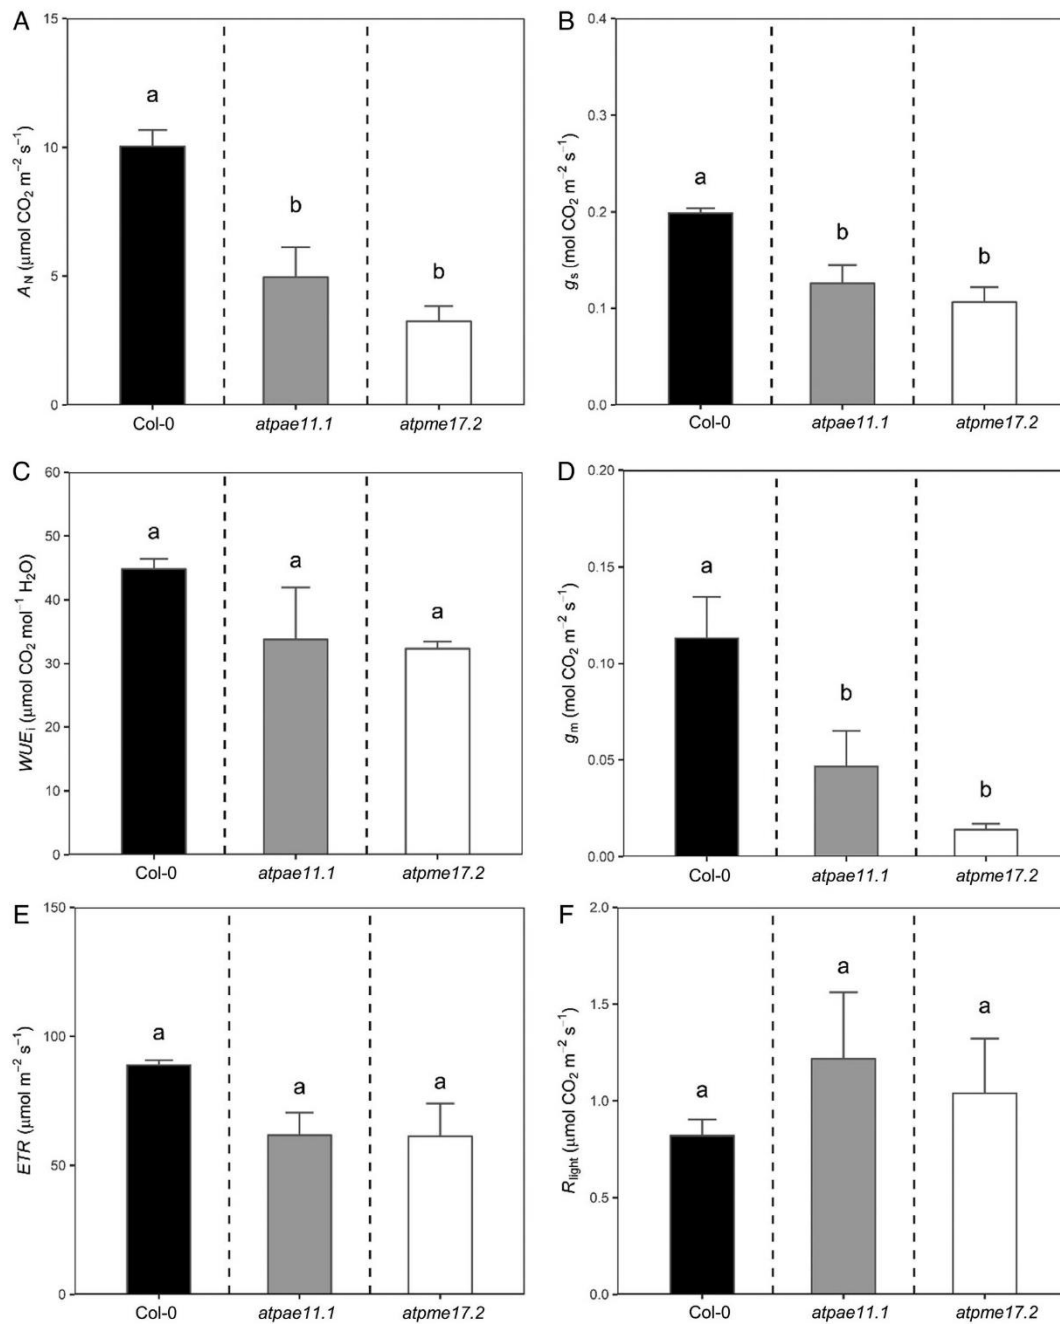 A
15
10
5
0
A_N (μmol CO₂ m⁻² s⁻¹)
a
b
b
Col-0 atpae11.1 atpme17.2
B
0.4
0.3
0.2
0.1
0.0
g_s (mol CO₂ m⁻² s⁻¹)
a
b
b
Col-0 atpae11.1 atpme17.2
C
60
50
40
30
20
10
0
WUE_i (μmol CO₂ mol⁻¹ H₂O)
a
a
a
Col-0 atpae11.1 atpme17.2
D
0.20
0.15
0.10
0.05
0.00
g_m (mol CO₂ m⁻² s⁻¹)
a
b
b
Col-0 atpae11.1 atpme17.2
E
150
100
50
0
ETR (μmol m⁻² s⁻¹)
a
a
a
Col-0 atpae11.1 atpme17.2
F
2.0
1.5
1.0
0.5
0.0
R_light (μmol CO₂ m⁻² s⁻¹)
a
a
a
Col-0 atpae11.1 atpme17.2